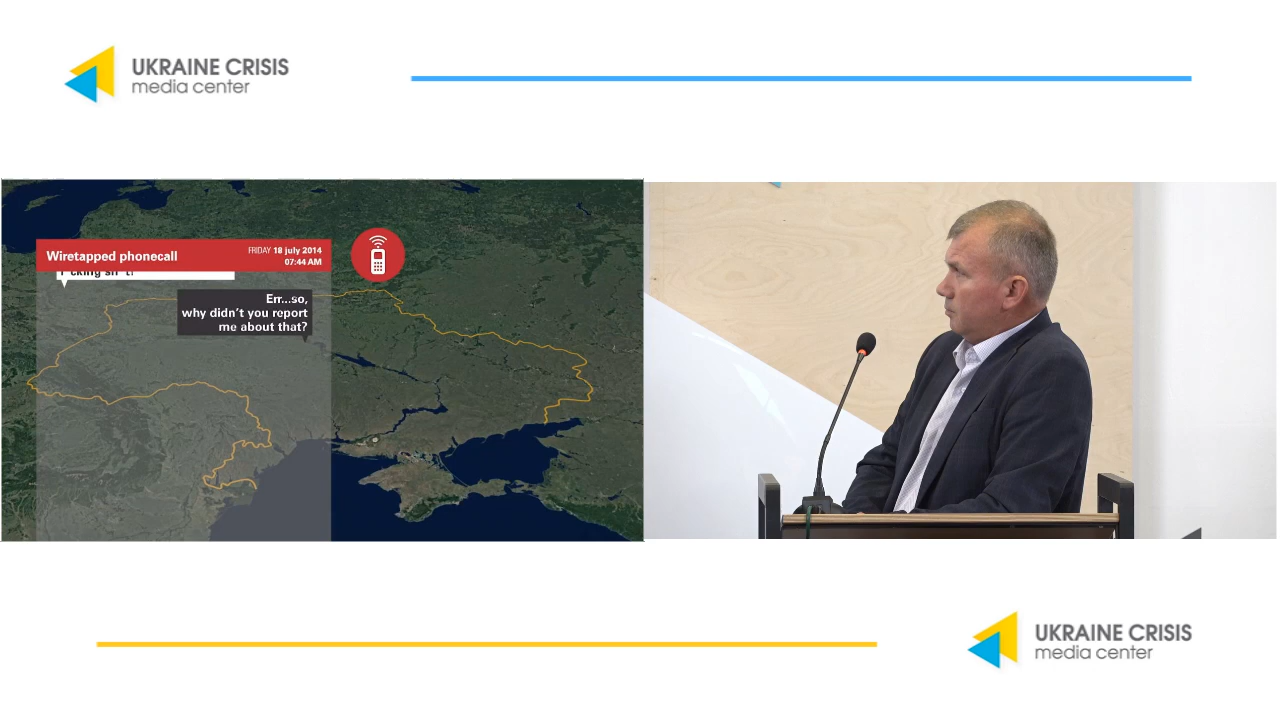 UKRAINE CRISIS
media center
Wiretapped phonecall
FRIDAY 18 july 2014
07:44 AM
Err...so,
why didn't you report
me about that?
UKRAINE CRISIS
media center